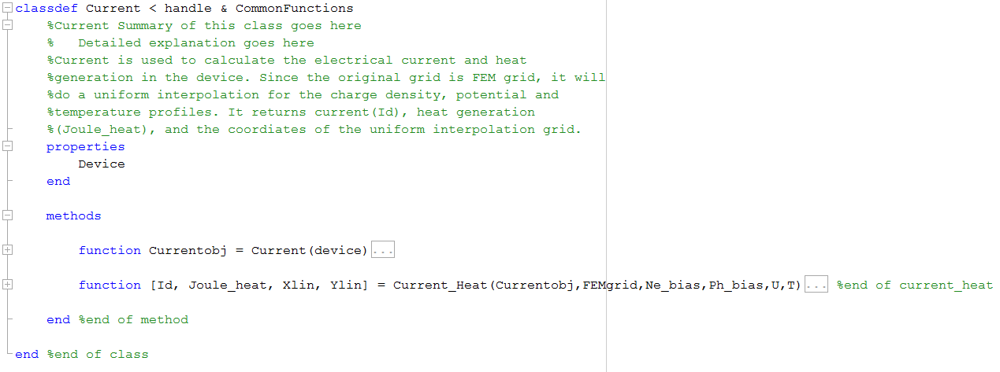 classdef Current < handle & CommonFunctions
%Current Summary of this class goes here
%   Detailed explanation goes here
%Current is used to calculate the electrical current and heat
%generation in the device. Since the original grid is FEM grid, it will
%do a uniform interpolation for the charge density, potential and
%temperature profiles. It returns current(Id), heat generation
%(Joule_heat), and the coordiates of the uniform interpolation grid.
properties
Device
end
methods
function Currentobj = Current(device)...
function [Id, Joule_heat, Xlin, Ylin] = Current_Heat(Currentobj,FEMgrid,Ne_bias,Ph_bias,U,T)... %end of current_heat
end %end of method
end %end of class